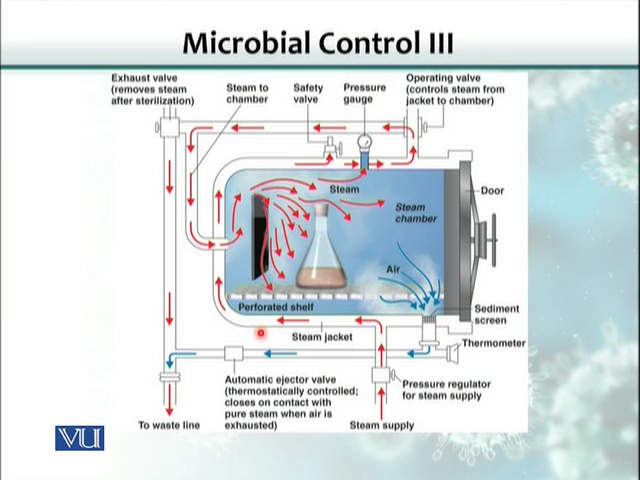 Microbial Control III
Exhaust valve
(removes steam
after sterilization)
Steam to
chamber
Safety
valve
Pressure
gauge
Operating valve
(controls steam from
jacket to chamber)
Steam
Door
Steam
chamber
Air
Perforated shelf
Sediment
screen
Steam jacket
Thermometer
Automatic ejector valve
(thermostatically controlled;
closes on contact with
pure steam when air is
exhausted)
Pressure regulator
for steam supply
To waste line
Steam supply
VU